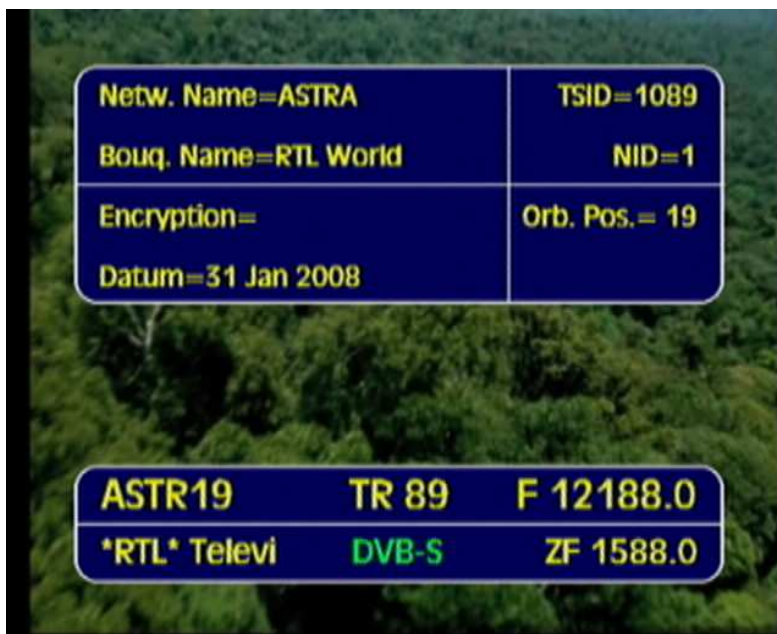 Netw. Name=ASTRA TSID=1089
Bouq. Name=RTL World NID=1
Encryption= Orb. Pos.= 19
Datum=31 Jan 2008
ASTR19 TR 89 F 12188.0
*RTL* Televi DVB-S ZF 1588.0